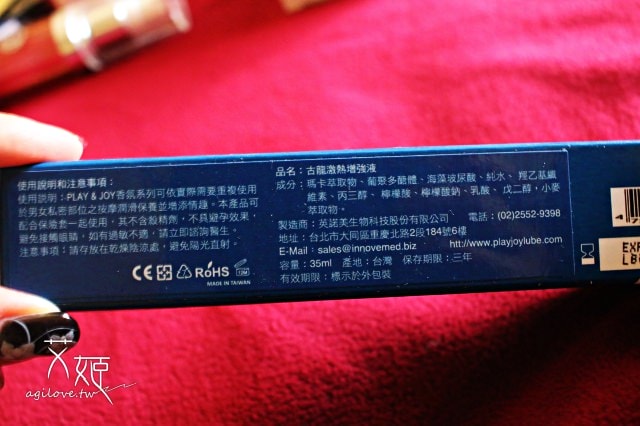 使用說明和注意事項：
使用說明：PLAY & JOY香氛系列可依實際需要重複使用
於男女私密部位之按摩潤滑保養並增添情趣。本產品可
配合保險套一起使用，其不含殺精劑，不具避孕效果，
避免接觸眼睛，如有過敏不適，請立即諮詢醫生。
注意事項：請存放在乾燥陰涼處，避免陽光直射。
CE RoHS 12M
MADE IN TAIWAN
品名：古龍激熱增強液
成分：瑪卡萃取物、葡聚多醣體、海藻玻尿酸、純水、羥乙基纖
維素、丙三醇、檸檬酸、檸檬酸鈉、乳酸、戊二醇、小麥
萃取物。
製造商：英諾美生物科技股份有限公司 電話：(02)2552-9398
地址：台北市大同區重慶北路2段184號6樓
E-Mail：sales@innovemed.biz htt://www.playjoylube.com
容量：35ml 產地：台灣 保存期限：三年
有效期限：標示於外包裝
4
EXP
艾姬
agilove.tw